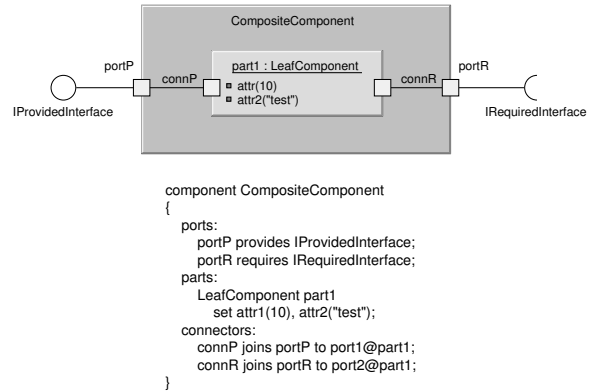 CompositeComponent
portP
connP
part1 : LeafComponent
attr(10)
attr2("test")
connR
portR
IProvidedInterface
IRequiredInterface
component CompositeComponent
{
ports:
portP provides IProvidedInterface;
portR requires IRequiredInterface;
parts:
LeafComponent part1
set attr1(10), attr2("test");
connectors:
connP joins portP to port1@part1;
connR joins portR to port2@part1;
}